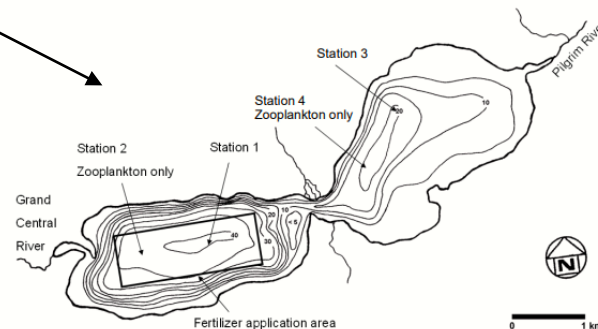 Station 3
Pilgrim River
Station 4
Zooplankton only
20
10
Station 2
Station 1
Zooplankton only
Grand
Central
River
20
10
< 5
40
30
N
Fertilizer application area
0 1 km